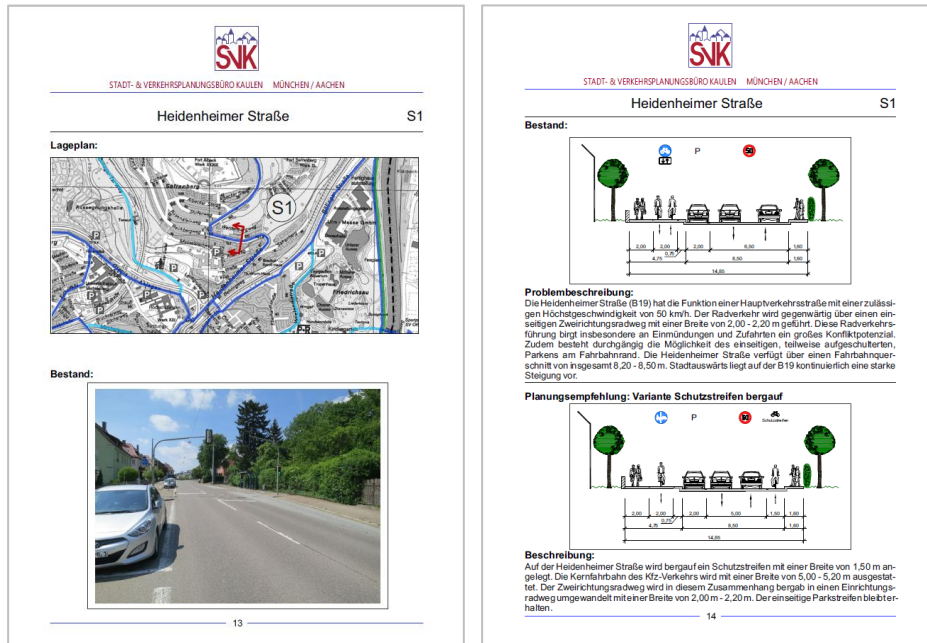 SVK
STADT- & VERKEHRSPLANUNGSBÜRO KAULEN MÜNCHEN / AACHEN
Heidenheimer Straße S1
Lageplan:
S1
Safranberg
Friedrichsau
Bestand:
13
SVK
STADT- & VERKEHRSPLANUNGSBÜRO KAULEN MÜNCHEN / AACHEN
Heidenheimer Straße S1
Bestand:
P 50
2,00 2,00 0,75 2,00 6,50 1,60
4,75 8,50 1,60
14,85
Problembeschreibung:
Die Heidenheimer Straße (B19) hat die Funktion einer Hauptverkehrsstraße mit einer zulässi-
gen Höchstgeschwindigkeit von 50 km/h. Der Radverkehr wird gegenwärtig über einen ein-
seitigen Zweirichtungsradweg mit einer Breite von 2,00 - 2,20 m geführt. Diese Radverkehrs-
führung birgt insbesondere an Einmündungen und Zufahrten ein großes Konfliktpotenzial.
Zudem besteht durchgängig die Möglichkeit des einseitigen, teilweise aufgeschulterten,
Parkens am Fahrbahnrand. Die Heidenheimer Straße verfügt über einen Fahrbahnquer-
schnitt von insgesamt 8,20 - 8,50 m. Stadtauswärts liegt auf der B19 kontinuierlich eine starke
Steigung vor.
Planungsempfehlung: Variante Schutzstreifen bergauf
P
Schutzstreifen
2,00 2,00 0,75 2,00 5,00 1,50 1,60
4,75 8,50 1,60
14,85
Beschreibung:
Auf der Heidenheimer Straße wird bergauf ein Schutzstreifen mit einer Breite von 1,50 m an-
gelegt. Die Kernfahrbahn des Kfz-Verkehrs wird mit einer Breite von 5,00 - 5,20 m ausgestat-
tet. Der Zweirichtungsradweg wird in diesem Zusammenhang bergab in einen Einrichtungs-
radweg umgewandelt mit einer Breite von 2,00 m - 2,20 m. Der einseitige Parkstreifen bleibt er-
halten.
14